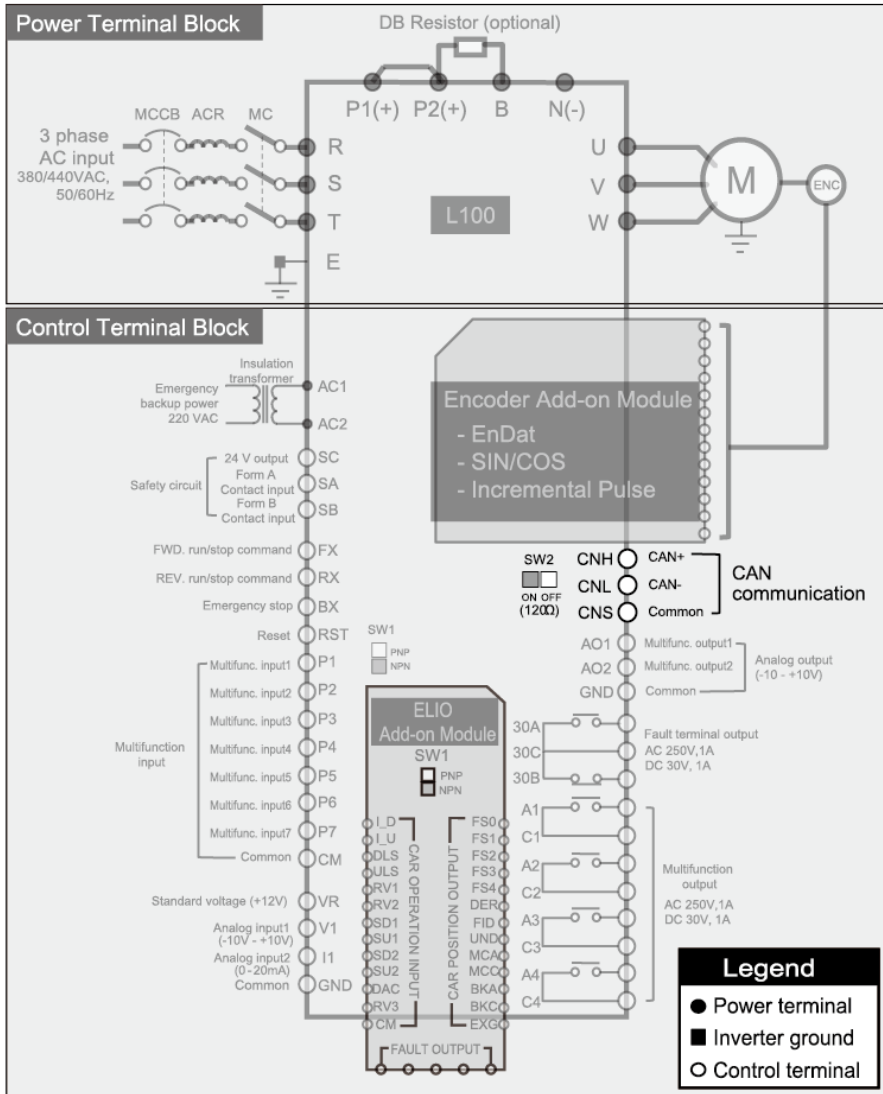 Power Terminal Block
DB Resistor (optional)
P1(+) P2(+) B N(-)
MCCB ACR MC
3 phase
AC input
380/440VAC,
50/60Hz
R
S
T
E
L100
U
V
W
M
ENC
Control Terminal Block
Insulation
transformer
Emergency
backup power
220 VAC
AC1
AC2
Safety circuit
24 V output SC
Form A
Contact input SA
Form B
Contact input SB
FWD. run/stop command FX
REV. run/stop command RX
Emergency stop BX
Reset RST
Multifunction
input
Multifunc. input1 P1
Multifunc. input2 P2
Multifunc. input3 P3
Multifunc. input4 P4
Multifunc. input5 P5
Multifunc. input6 P6
Multifunc. input7 P7
Common CM
Standard voltage (+12V) VR
Analog input1
(-10V - +10V) V1
Analog input2
(0-20mA) I1
Common GND
SW1
PNP
NPN
ELIO
Add-on Module
SW1
PNP
NPN
I_D
I_U
DLS
ULS
RV1
RV2
SD1
SU1
SD2
SU2
DAC
RV3
CM
CAR OPERATION INPUT
CAR POSITION OUTPUT
FS0
FS1
FS2
FS3
FS4
DER
FID
UND
MCA
MCC
BKA
BKC
EXG
FAULT OUTPUT
Encoder Add-on Module
- EnDat
- SIN/COS
- Incremental Pulse
SW2
ON OFF
(120Ω)
CNH CAN+
CNL CAN-
CNS Common
CAN
communication
AO1 Multifunc. output1
AO2 Multifunc. output2
GND Common
Analog output
(-10 - +10V)
30A
30C
30B
Fault terminal output
AC 250V,1A
DC 30V, 1A
A1
C1
A2
C2
A3
C3
A4
C4
Multifunction
output
AC 250V,1A
DC 30V, 1A
Legend
Power terminal
Inverter ground
Control terminal